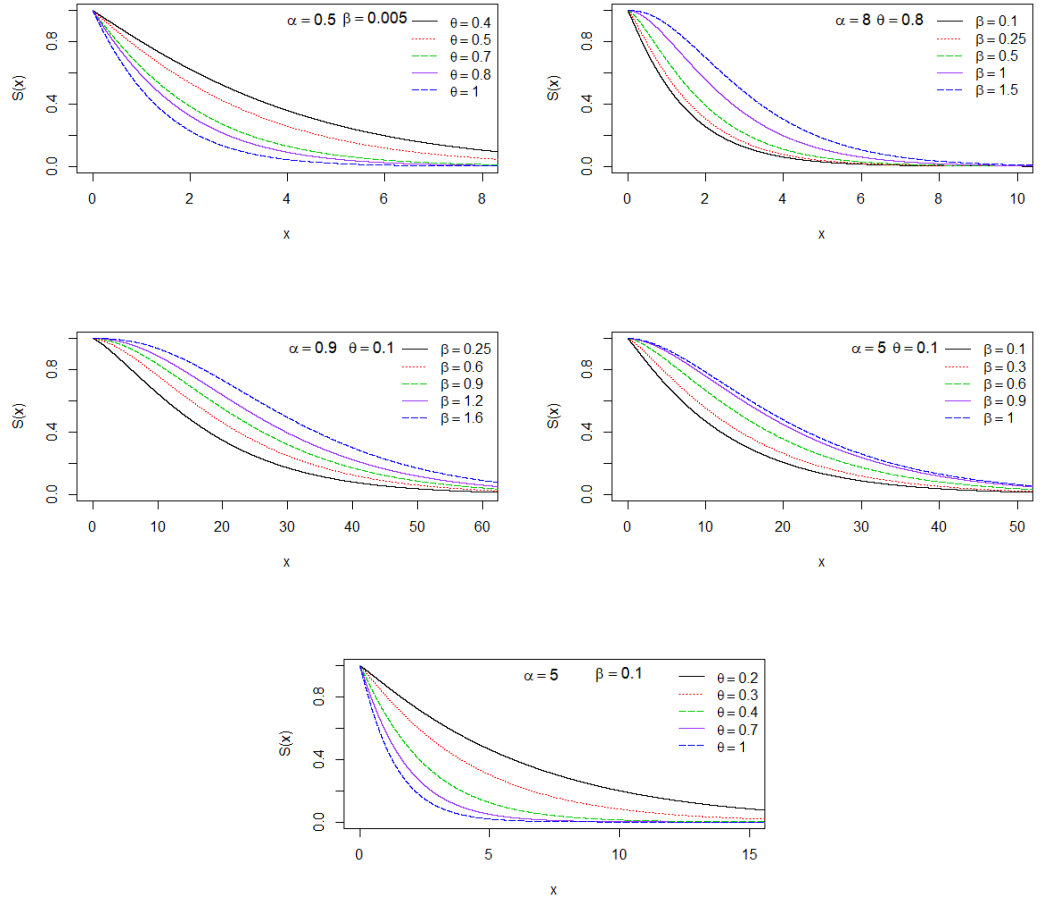 α = 0.5 β = 0.005
θ = 0.4
θ = 0.5
θ = 0.7
θ = 0.8
θ = 1
S(x)
0.0 0.4 0.8
0 2 4 6 8
x
α = 8 θ = 0.8
β = 0.1
β = 0.25
β = 0.5
β = 1
β = 1.5
S(x)
0.0 0.4 0.8
0 2 4 6 8 10
x
α = 0.9 θ = 0.1
β = 0.25
β = 0.6
β = 0.9
β = 1.2
β = 1.6
S(x)
0.0 0.4 0.8
0 10 20 30 40 50 60
x
α = 5 θ = 0.1
β = 0.1
β = 0.3
β = 0.6
β = 0.9
β = 1
S(x)
0.0 0.4 0.8
0 10 20 30 40 50
x
α = 5 β = 0.1
θ = 0.2
θ = 0.3
θ = 0.4
θ = 0.7
θ = 1
S(x)
0.0 0.4 0.8
0 5 10 15
x